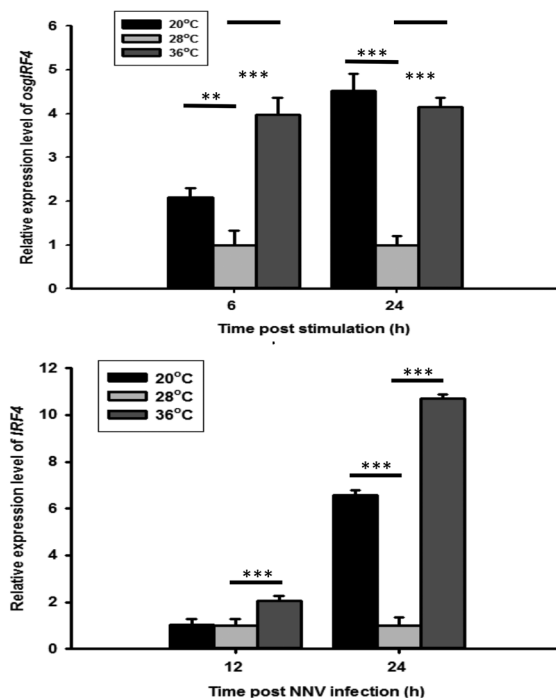 6
5
4
3
2
1
0
Relative expression level of osgIRF4
20°C
28°C
36°C
**
***
***
***
6
24
Time post stimulation (h)
12
10
8
6
4
2
0
Relative expression level of IRF4
20°C
28°C
36°C
***
***
***
12
24
Time post NNV infection (h)